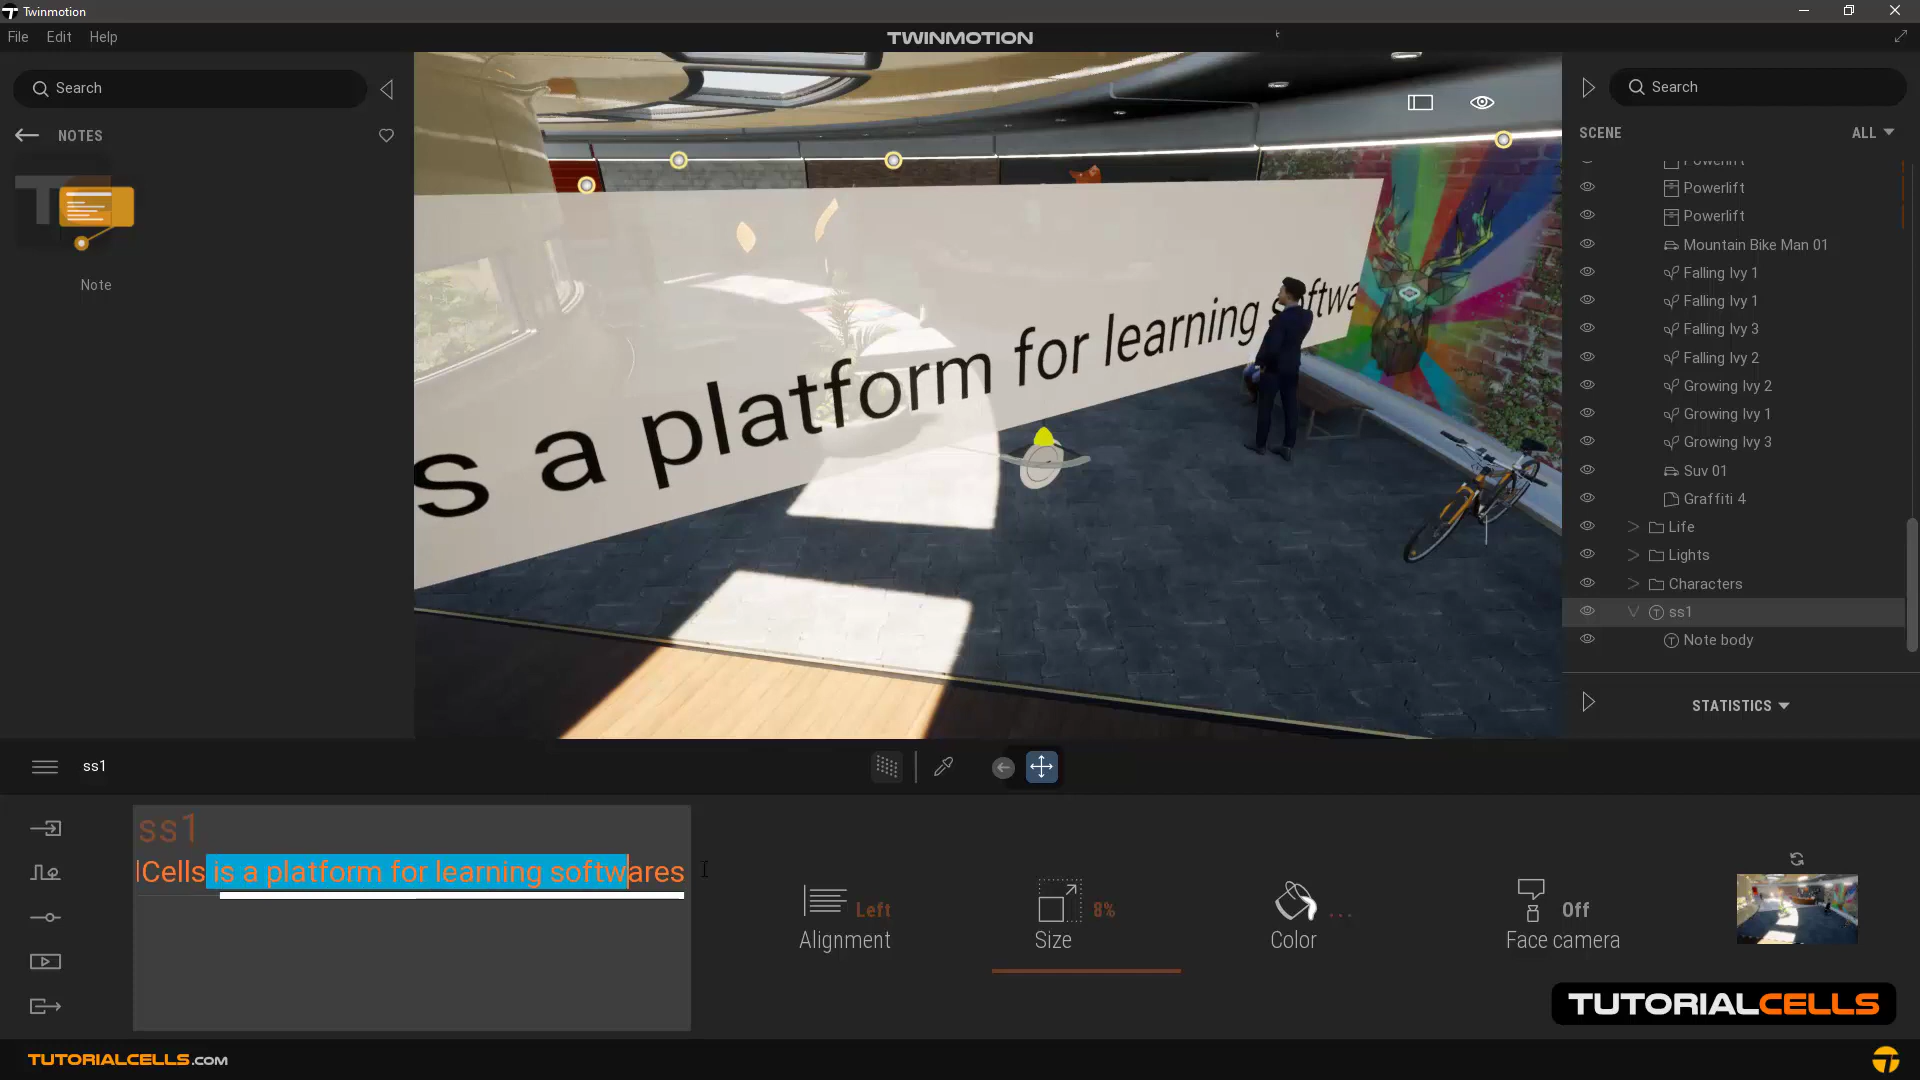 Twinmotion
File Edit Help
TWINMOTION
Search
NOTES
Note
s a platform for learning softwa
Search
SCENE
ALL
Powerlift
Powerlift
Powerlift
Mountain Bike Man 01
Falling Ivy 1
Falling Ivy 1
Falling Ivy 3
Falling Ivy 2
Growing Ivy 2
Growing Ivy 1
Growing Ivy 3
Suv 01
Graffiti 4
Life
Lights
Characters
ss1
Note body
STATISTICS
ss1
ss1
lCells is a platform for learning softwares
Left
Alignment
8%
Size
...
Color
Off
Face camera
TUTORIALCELLS
TUTORIALCELLS.COM